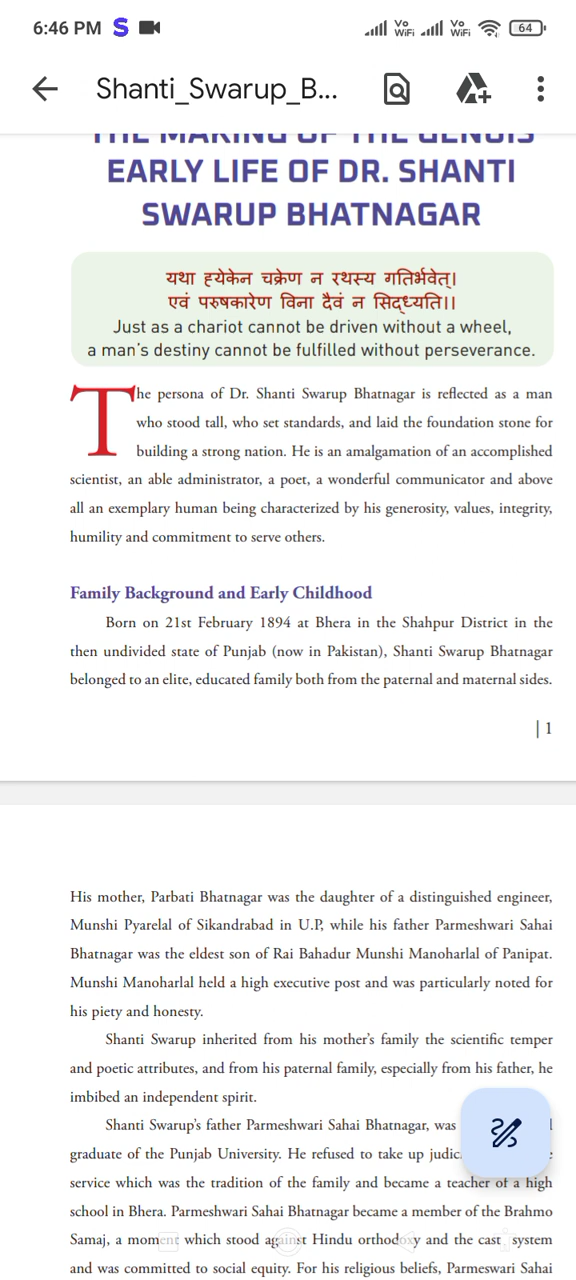 6:46 PM
Vo WiFi
Vo WiFi
64
Shanti_Swarup_B...
THE MAKING OF THE GENUIS
EARLY LIFE OF DR. SHANTI
SWARUP BHATNAGAR
यथा ह्येकेन चक्रेण न रथस्य गतिर्भवेत्।
एवं परुषकारेण विना दैवं न सिद्ध्यति।।
Just as a chariot cannot be driven without a wheel,
a man's destiny cannot be fulfilled without perseverance.
The persona of Dr. Shanti Swarup Bhatnagar is reflected as a man
who stood tall, who set standards, and laid the foundation stone for
building a strong nation. He is an amalgamation of an accomplished
scientist, an able administrator, a poet, a wonderful communicator and above
all an exemplary human being characterized by his generosity, values, integrity,
humility and commitment to serve others.
Family Background and Early Childhood
Born on 21st February 1894 at Bhera in the Shahpur District in the
then undivided state of Punjab (now in Pakistan), Shanti Swarup Bhatnagar
belonged to an elite, educated family both from the paternal and maternal sides.
| 1
His mother, Parbati Bhatnagar was the daughter of a distinguished engineer,
Munshi Pyarelal of Sikandrabad in U.P, while his father Parmeshwari Sahai
Bhatnagar was the eldest son of Rai Bahadur Munshi Manoharlal of Panipat.
Munshi Manoharlal held a high executive post and was particularly noted for
his piety and honesty.
Shanti Swarup inherited from his mother's family the scientific temper
and poetic attributes, and from his paternal family, especially from his father, he
imbibed an independent spirit.
Shanti Swarup's father Parmeshwari Sahai Bhatnagar, was
graduate of the Punjab University. He refused to take up
service which was the tradition of the family and became a teacher of a high
school in Bhera. Parmeshwari Sahai Bhatnagar became a member of the Brahmo
Samaj, a moment which stood against Hindu orthodoxy and the cast system
and was committed to social equity. For his religious beliefs, Parmeswari Sahai